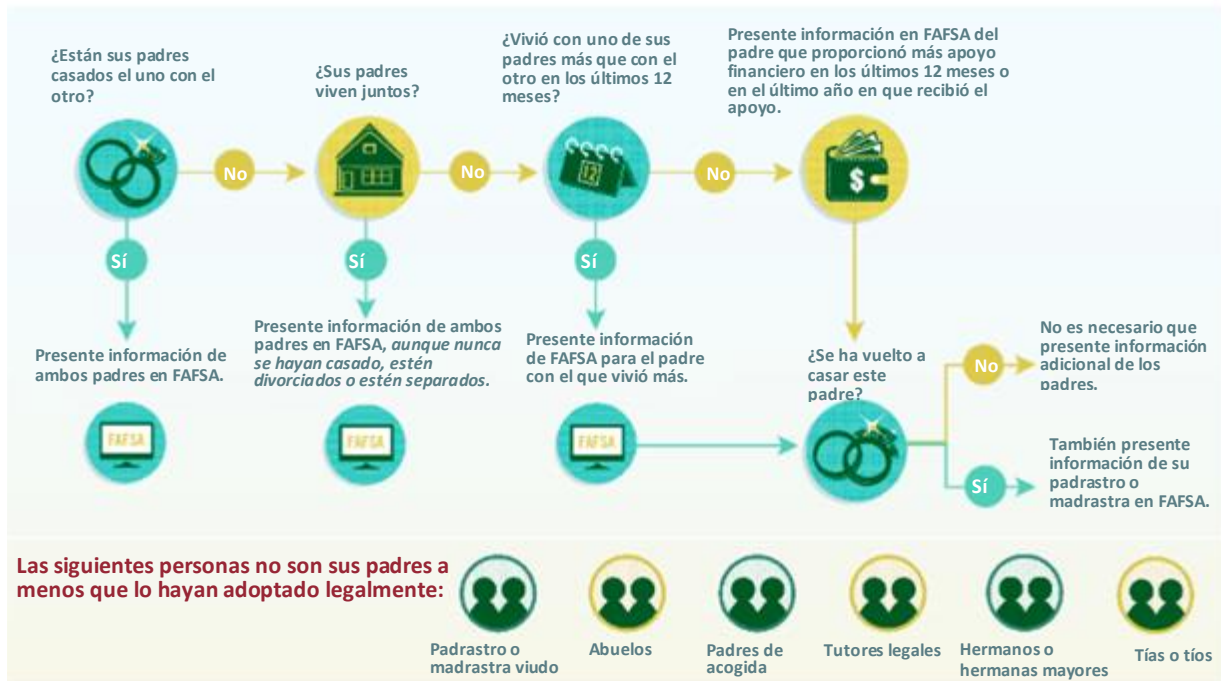 ¿Están sus padres
casados el uno con el
otro?
¿Sus padres
viven juntos?
¿Vivió con uno de sus
padres más que con el
otro en los últimos 12
meses?
Presente información en FAFSA del
padre que proporcionó más apoyo
financiero en los últimos 12 meses o
en el último año en que recibió el
apoyo.
No
No
12
No
$
Sí
Sí
Sí
Presente información de
ambos padres en FAFSA.
Presente información de ambos
padres en FAFSA, aunque nunca
se hayan casado, estén
divorciados o estén separados.
Presente información
de FAFSA para el padre
con el que vivió más.
¿Se ha vuelto a
casar este
padre?
No
No es necesario que
presente información
adicional de los
padres.
FAFSA
FAFSA
FAFSA
Sí
También presente
información de su
padrastro o
madrastra en FAFSA.
Las siguientes personas no son sus padres a
menos que lo hayan adoptado legalmente:
Padrastro o
madrastra viudo
Abuelos
Padres de
acogida
Tutores legales
Hermanos o
hermanas mayores
Tías o tíos